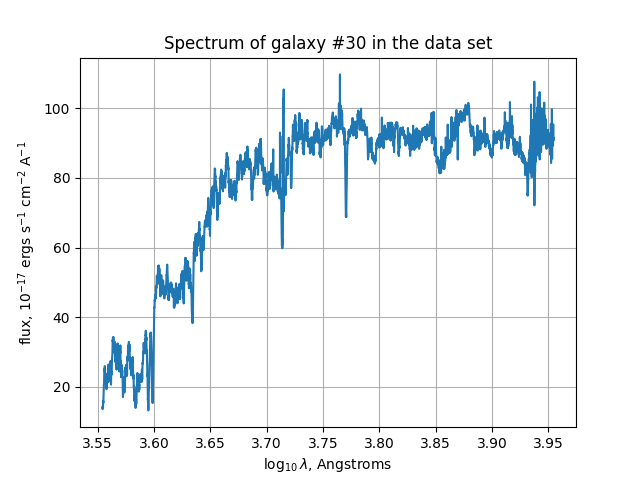 Spectrum of galaxy #30 in the data set
flux, 10⁻¹⁷ ergs s⁻¹ cm⁻² A⁻¹
100
80
60
40
20
3.55 3.60 3.65 3.70 3.75 3.80 3.85 3.90 3.95
log₁₀ λ, Angstroms